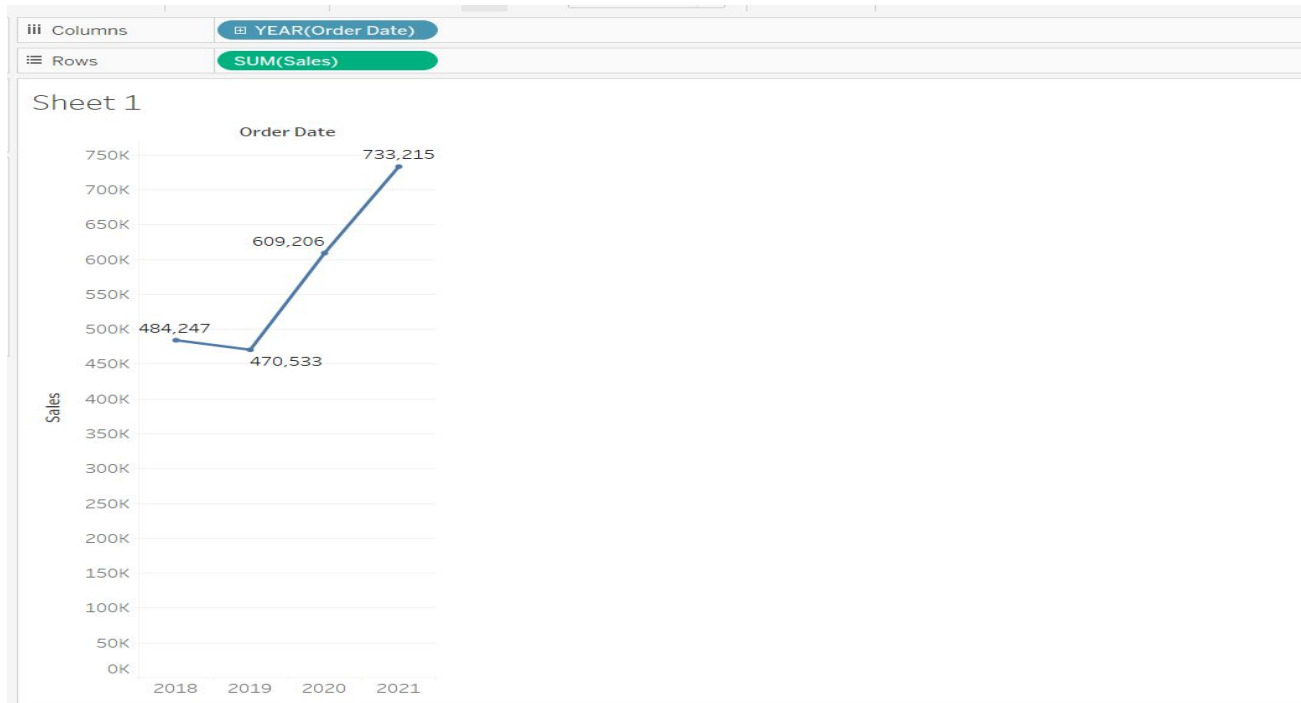 Columns YEAR(Order Date)
Rows SUM(Sales)
Sheet 1
Order Date
750K
733,215
700K
650K
609,206
600K
550K
500K
484,247
450K
470,533
400K
Sales
350K
300K
250K
200K
150K
100K
50K
0K
2018 2019 2020 2021